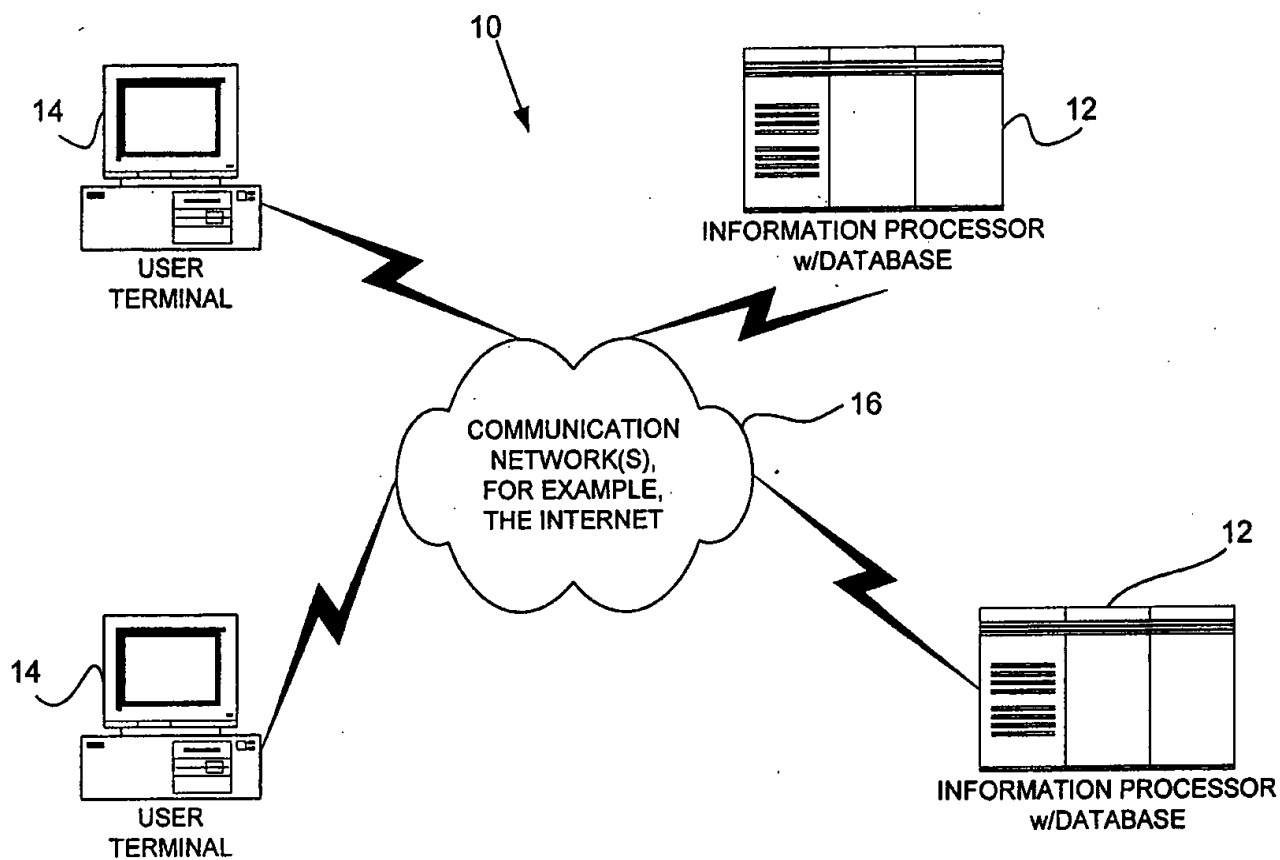 10
14
12
USER
TERMINAL
INFORMATION PROCESSOR
w/DATABASE
16
COMMUNICATION
NETWORK(S),
FOR EXAMPLE,
THE INTERNET
12
14
USER
TERMINAL
INFORMATION PROCESSOR
w/DATABASE